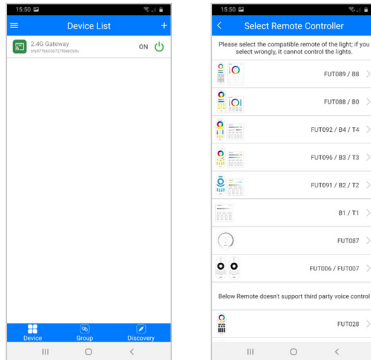 15:50
Device List
2.4G Gateway
ON
Device
Group
Discovery
15:50
Select Remote Controller
Please select the compatible remote of the light; if you
select wrongly, it cannot control the lights.
FUT089 / B8
FUT088 / B0
FUT092 / B4 / T4
FUT096 / B3 / T3
FUT091 / B2 / T2
B1 / T1
FUT087
FUT006 / FUT007
Below Remote doesn't support third party voice control
FUT028